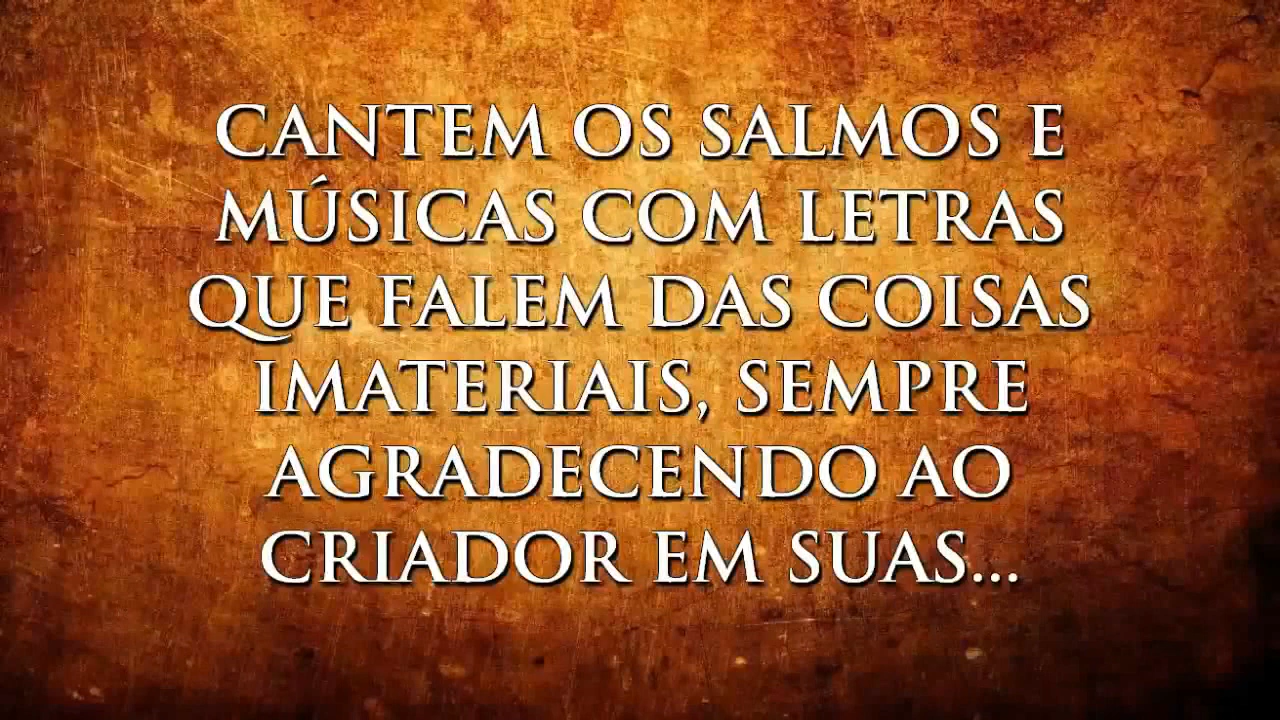 CANTEM OS SALMOS E
MÚSICAS COM LETRAS
QUE FALEM DAS COISAS
IMATERIAIS, SEMPRE
AGRADECENDO AO
CRIADOR EM SUAS...